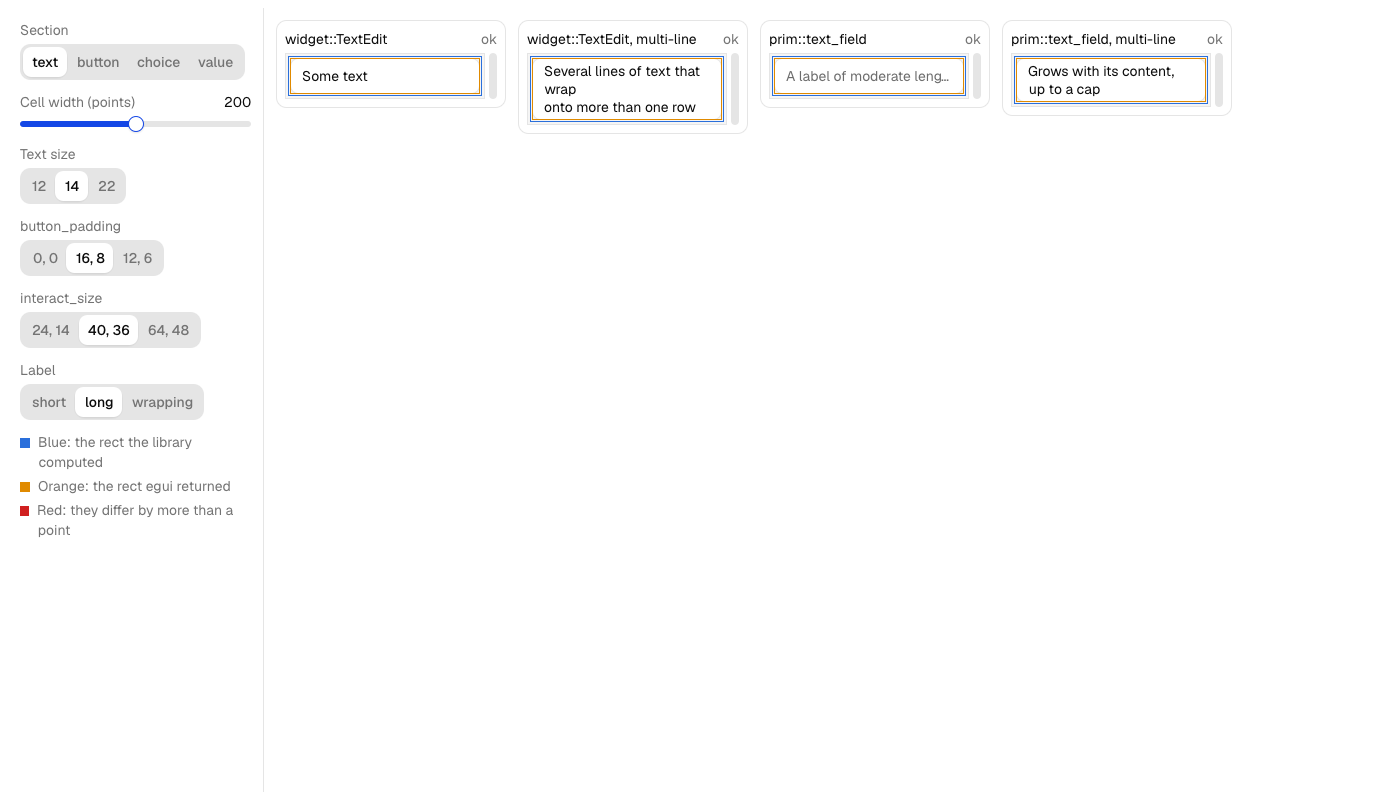 Section
text button choice value
Cell width (points) 200
Text size
12 14 22
button_padding
0, 0 16, 8 12, 6
interact_size
24, 14 40, 36 64, 48
Label
short long wrapping
Blue: the rect the library
computed
Orange: the rect egui returned
Red: they differ by more than a
point
widget::TextEdit ok
Some text
widget::TextEdit, multi-line ok
Several lines of text that
wrap
onto more than one row
prim::text_field ok
A label of moderate leng…
prim::text_field, multi-line ok
Grows with its content,
up to a cap